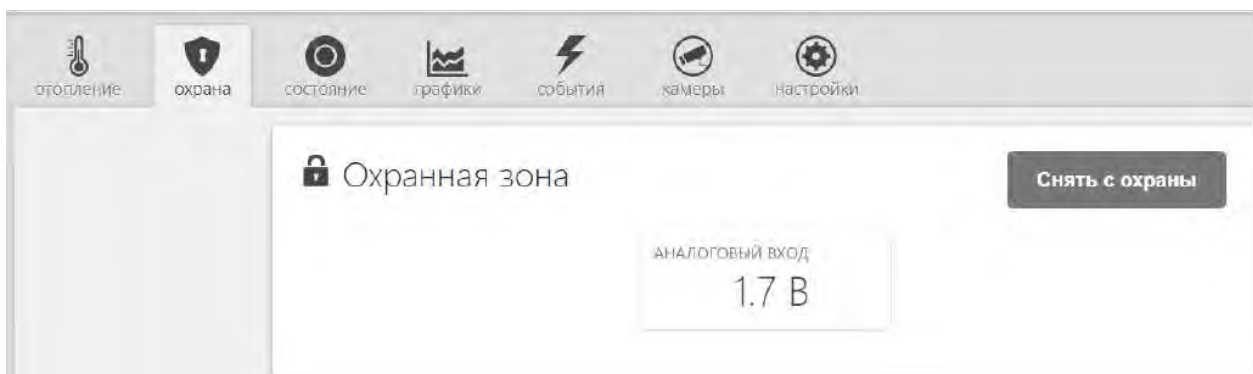 отопление охрана состояние графики события камеры настройки
Охранная зона Снять с охраны
АНАЛОГОВЫЙ ВХОД
1.7 В